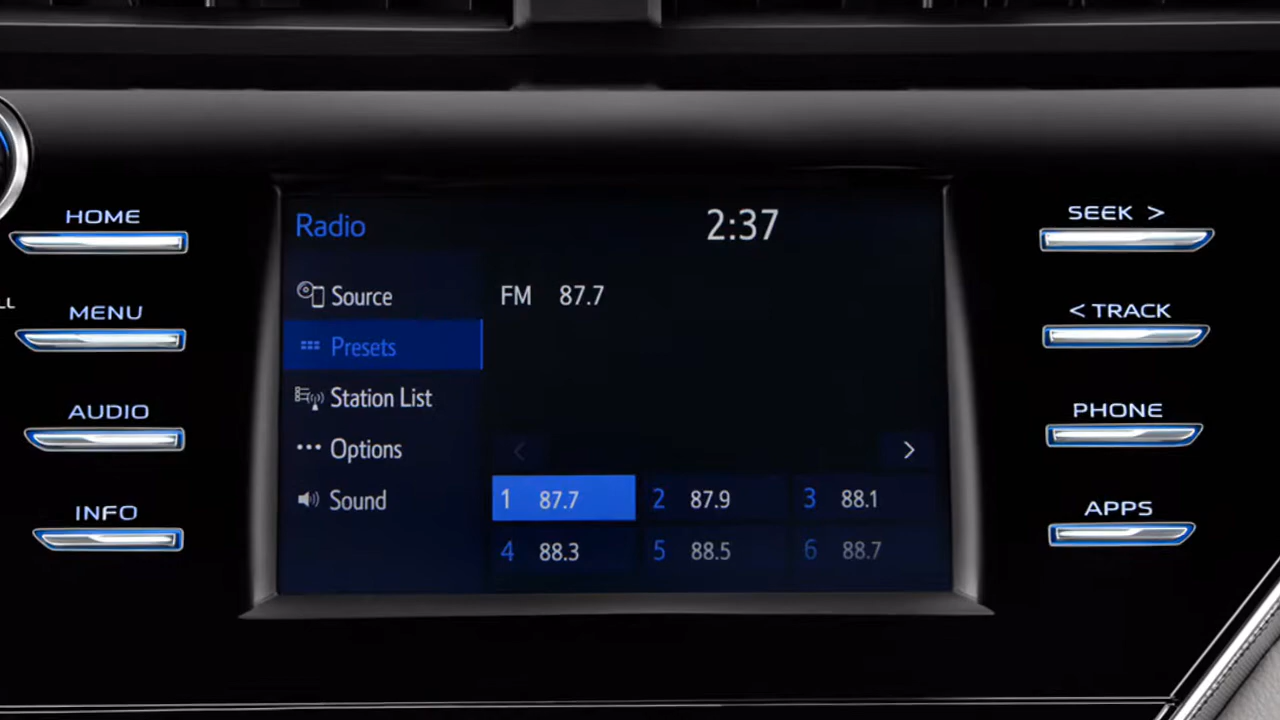 HOME
MENU
AUDIO
INFO
Radio
2:37
Source
Presets
Station List
Options
Sound
FM 87.7
<
>
1 87.7 2 87.9 3 88.1
4 88.3 5 88.5 6 88.7
SEEK >
< TRACK
PHONE
APPS